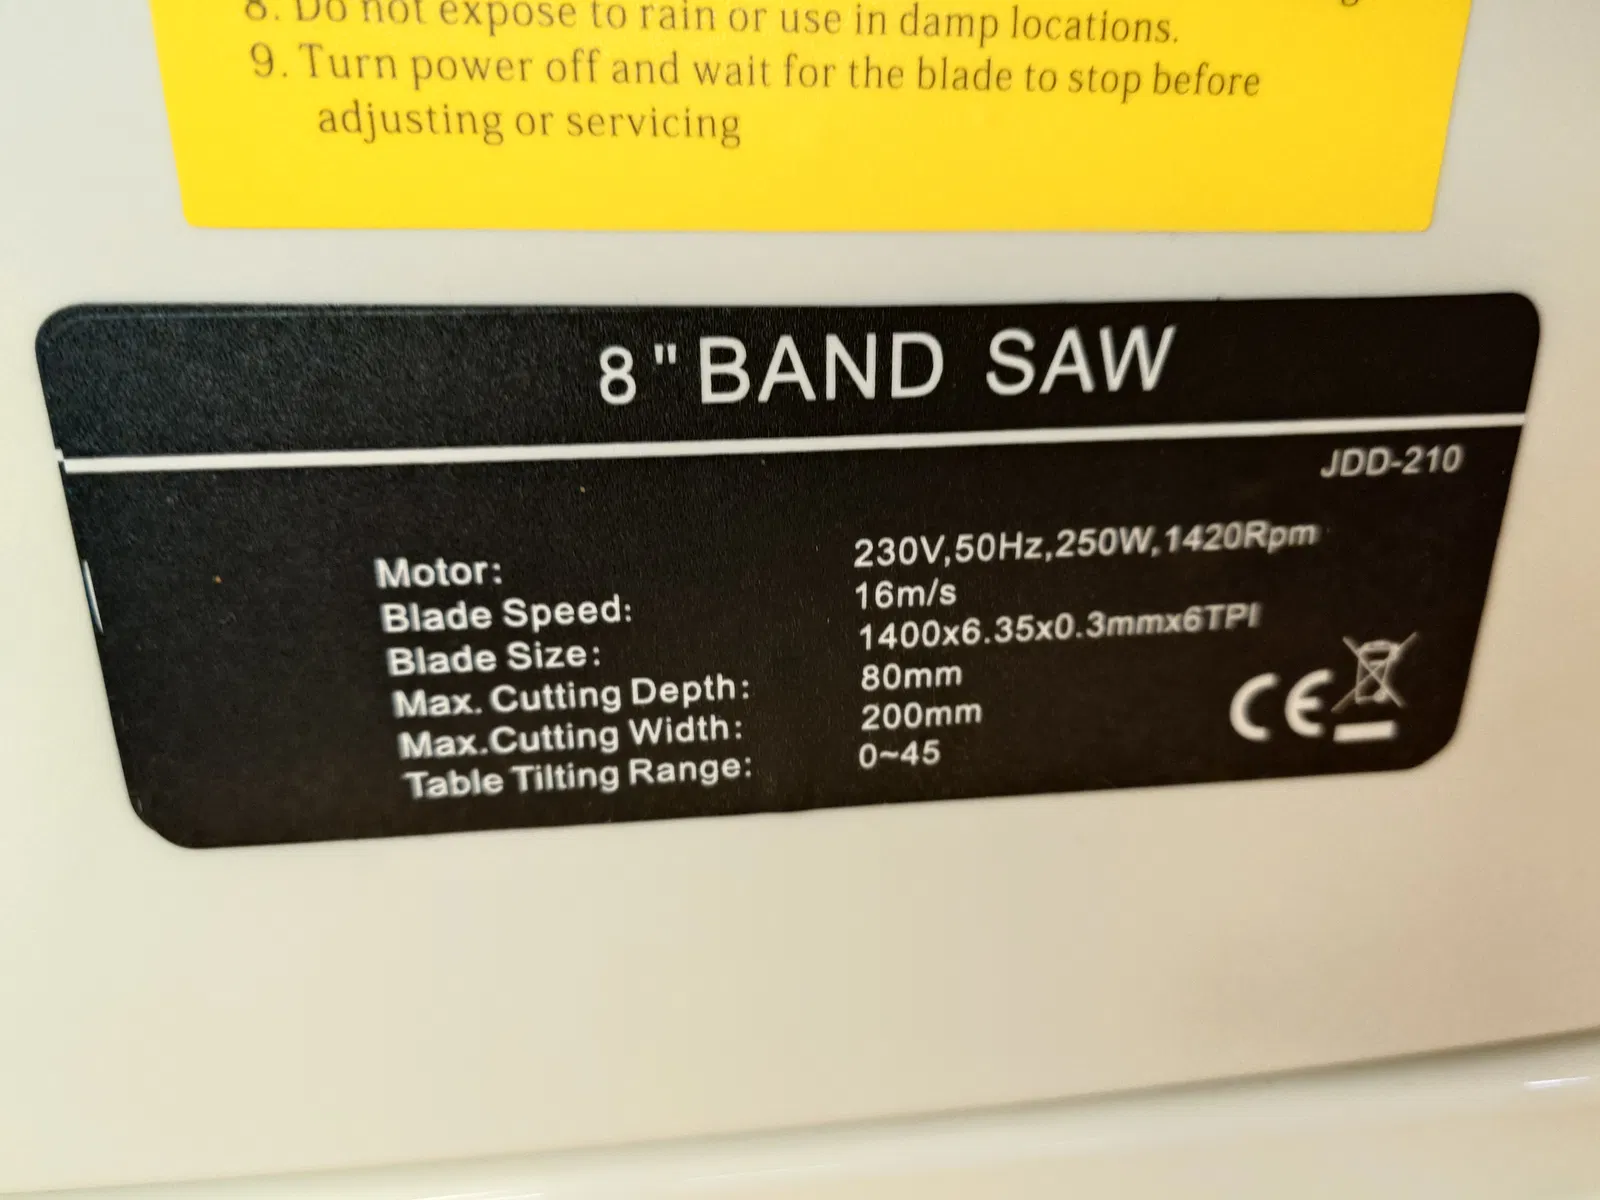 8. Do not expose to rain or use in damp locations.
9. Turn power off and wait for the blade to stop before
adjusting or servicing
8" BAND SAW
JDD-210
Motor: 230V,50Hz,250W,1420Rpm
Blade Speed: 16m/s
Blade Size: 1400x6.35x0.3mmx6TPI
Max. Cutting Depth: 80mm
Max.Cutting Width: 200mm
Table Tilting Range: 0~45
CE